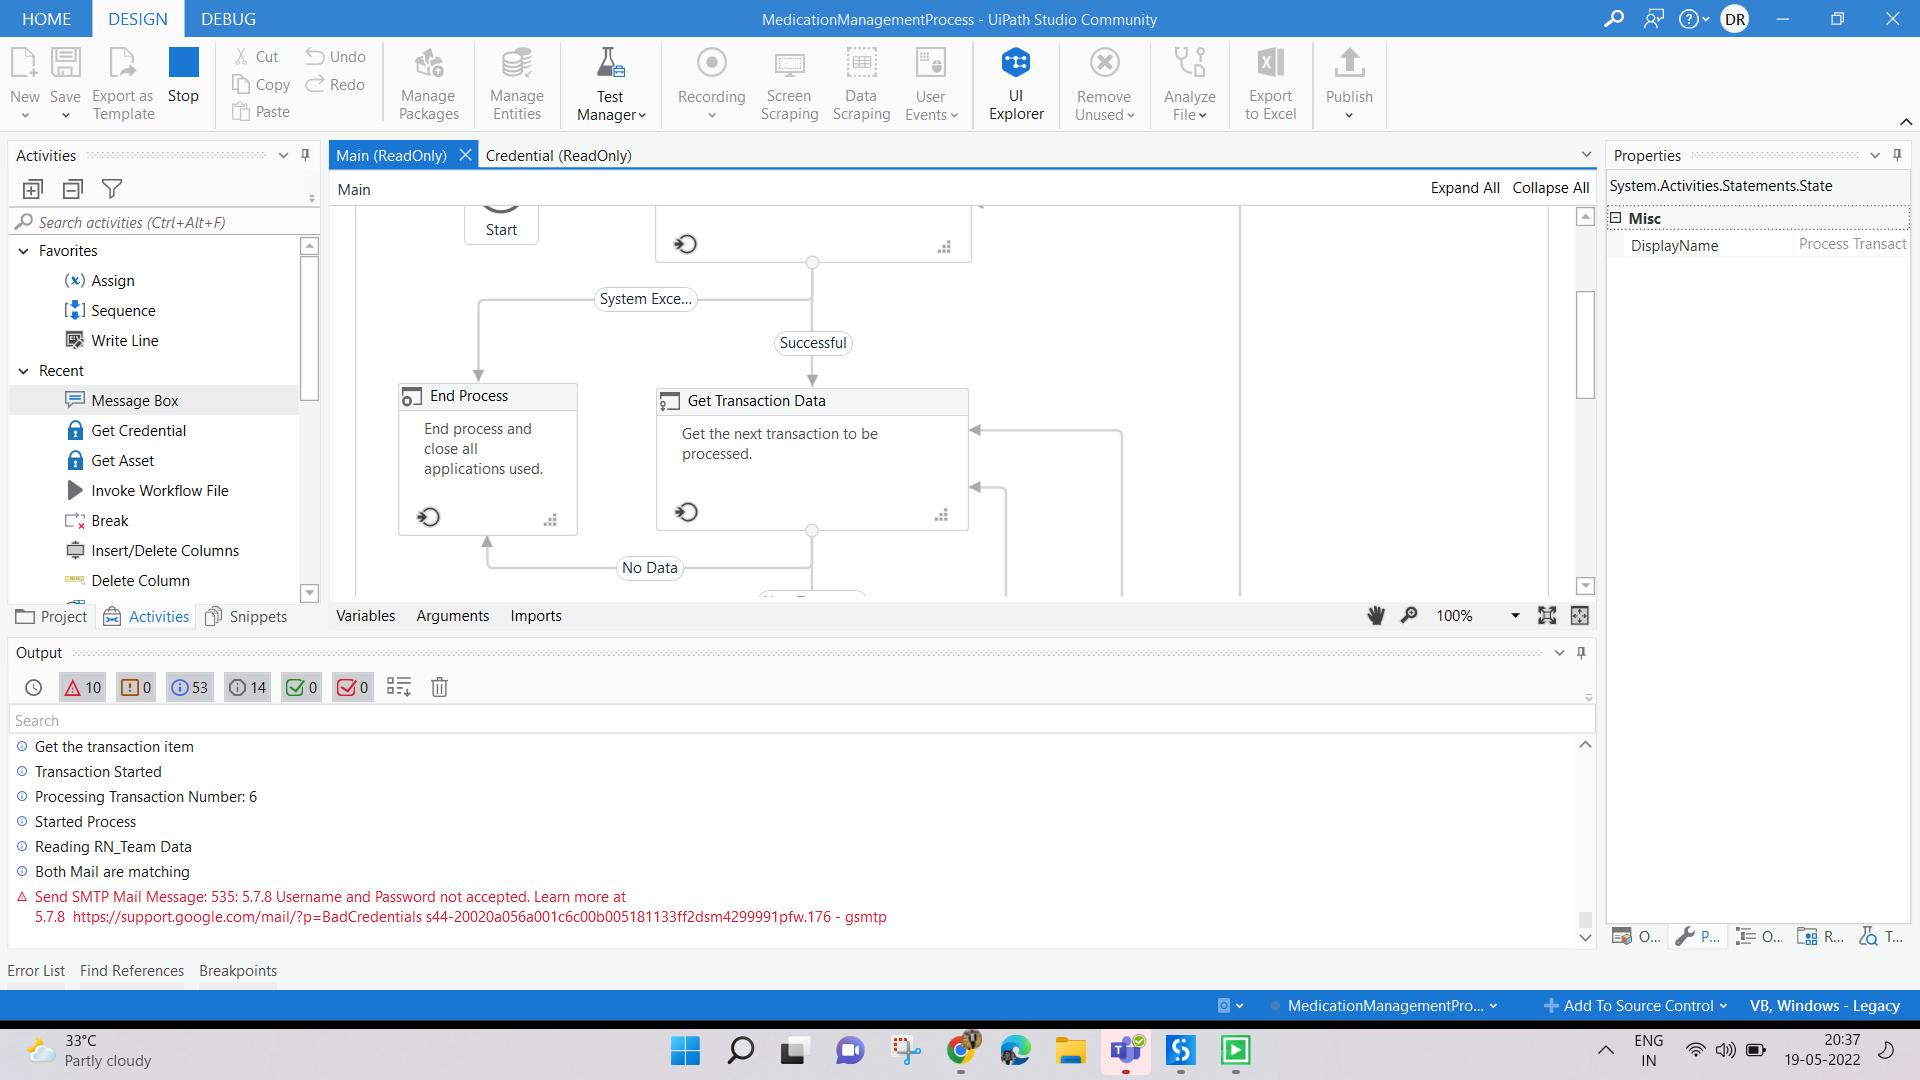 HOME
DESIGN
DEBUG
MedicationManagementProcess - UiPath Studio Community
DR
New
Save
Export as
Template
Stop
Cut
Copy
Paste
Undo
Redo
Manage
Packages
Manage
Entities
Test
Manager
Recording
Screen
Scraping
Data
Scraping
User
Events
UI
Explorer
Remove
Unused
Analyze
File
Export
to Excel
Publish
Activities
Search activities (Ctrl+Alt+F)
Favorites
Assign
Sequence
Write Line
Recent
Message Box
Get Credential
Get Asset
Invoke Workflow File
Break
Insert/Delete Columns
Delete Column
Project
Activities
Snippets
Main (ReadOnly)
Credential (ReadOnly)
Main
Expand All
Collapse All
Start
System Exce...
Successful
End Process
End process and
close all
applications used.
Get Transaction Data
Get the next transaction to be
processed.
No Data
Variables
Arguments
Imports
100%
Properties
System.Activities.Statements.State
Misc
DisplayName
Process Transact
O...
P...
O...
R...
T...
Output
10
0
53
14
0
0
Search
Get the transaction item
Transaction Started
Processing Transaction Number: 6
Started Process
Reading RN_Team Data
Both Mail are matching
Send SMTP Mail Message: 535: 5.7.8 Username and Password not accepted. Learn more at
5.7.8  https://support.google.com/mail/?p=BadCredentials s44-20020a056a001c6c00b005181133ff2dsm4299991pfw.176 - gsmtp
Error List
Find References
Breakpoints
MedicationManagementPro...
Add To Source Control
VB, Windows - Legacy
33°C
Partly cloudy
ENG
IN
20:37
19-05-2022